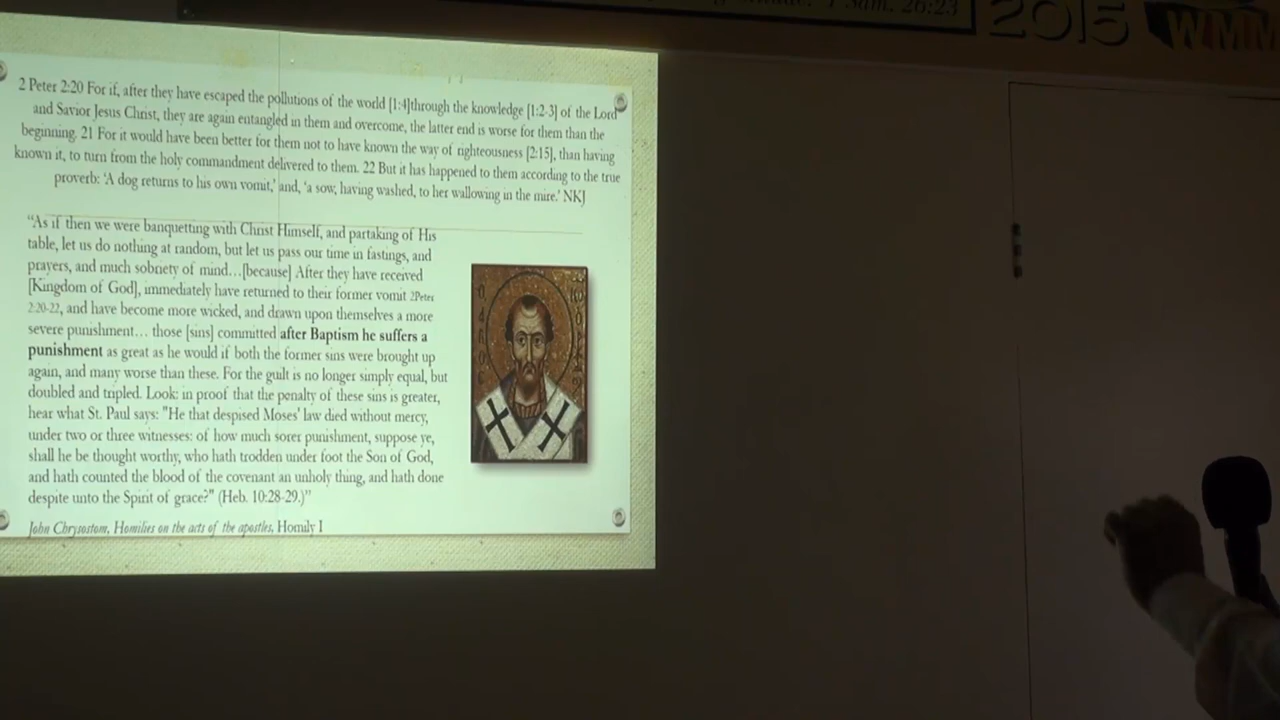 1 Sam. 26:23
2015
WMM
2 Peter 2:20 For if, after they have escaped the pollutions of the world [1:4]through the knowledge [1:2-3] of the Lord
and Savior Jesus Christ, they are again entangled in them and overcome, the latter end is worse for them than the
beginning. 21 For it would have been better for them not to have known the way of righteousness [2:15], than having
known it, to turn from the holy commandment delivered to them. 22 But it has happened to them according to the true
proverb: 'A dog returns to his own vomit,' and, 'a sow, having washed, to her wallowing in the mire.' NKJ
“As if then we were banquetting with Christ Himself, and partaking of His
table, let us do nothing at random, but let us pass our time in fastings, and
prayers, and much sobriety of mind…[because] After they have received
[Kingdom of God], immediately have returned to their former vomit 2Peter
2:20-22, and have become more wicked, and drawn upon themselves a more
severe punishment… those [sins] committed after Baptism he suffers a
punishment as great as he would if both the former sins were brought up
again, and many worse than these. For the guilt is no longer simply equal, but
doubled and tripled. Look: in proof that the penalty of these sins is greater,
hear what St. Paul says: "He that despised Moses' law died without mercy,
under two or three witnesses: of how much sorer punishment, suppose ye,
shall he be thought worthy, who hath trodden under foot the Son of God,
and hath counted the blood of the covenant an unholy thing, and hath done
despite unto the Spirit of grace?" (Heb. 10:28-29.)”
John Chrysostom, Homilies on the acts of the apostles, Homily I